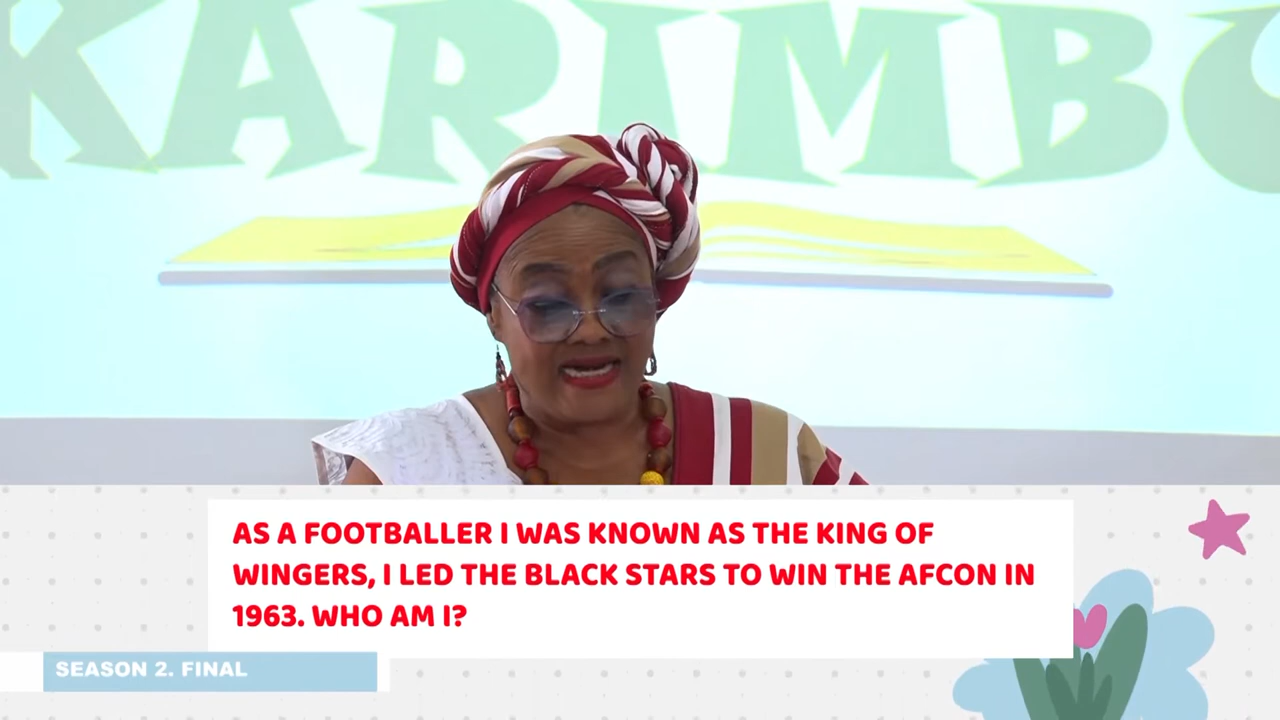 KARIMBU
AS A FOOTBALLER I WAS KNOWN AS THE KING OF
WINGERS, I LED THE BLACK STARS TO WIN THE AFCON IN
1963. WHO AM I?
SEASON 2. FINAL